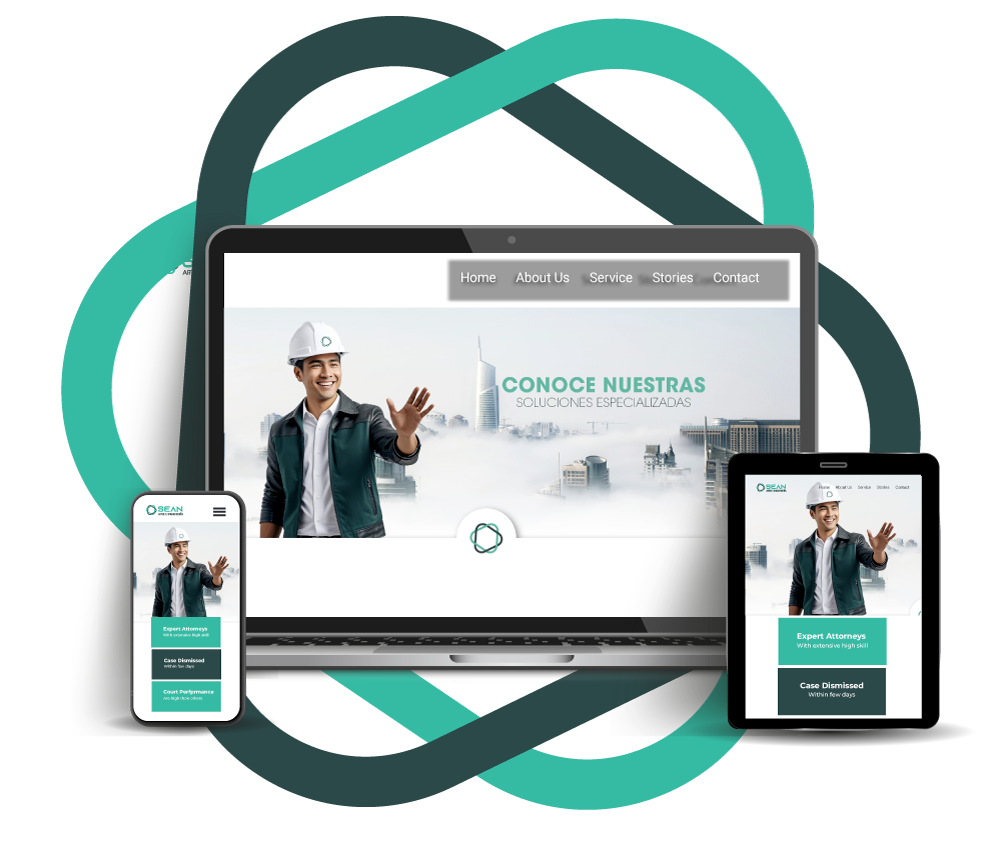 Home About Us Service Stories Contact
CONOCE NUESTRAS
SOLUCIONES ESPECIALIZADAS
SEAN
Expert Attorneys
With extensive high skill
Case Dismissed
Within few days
Court Perfprmance
SEAN
Home About Us Service Stories Contact
Expert Attorneys
With extensive high skill
Case Dismissed
Within few days